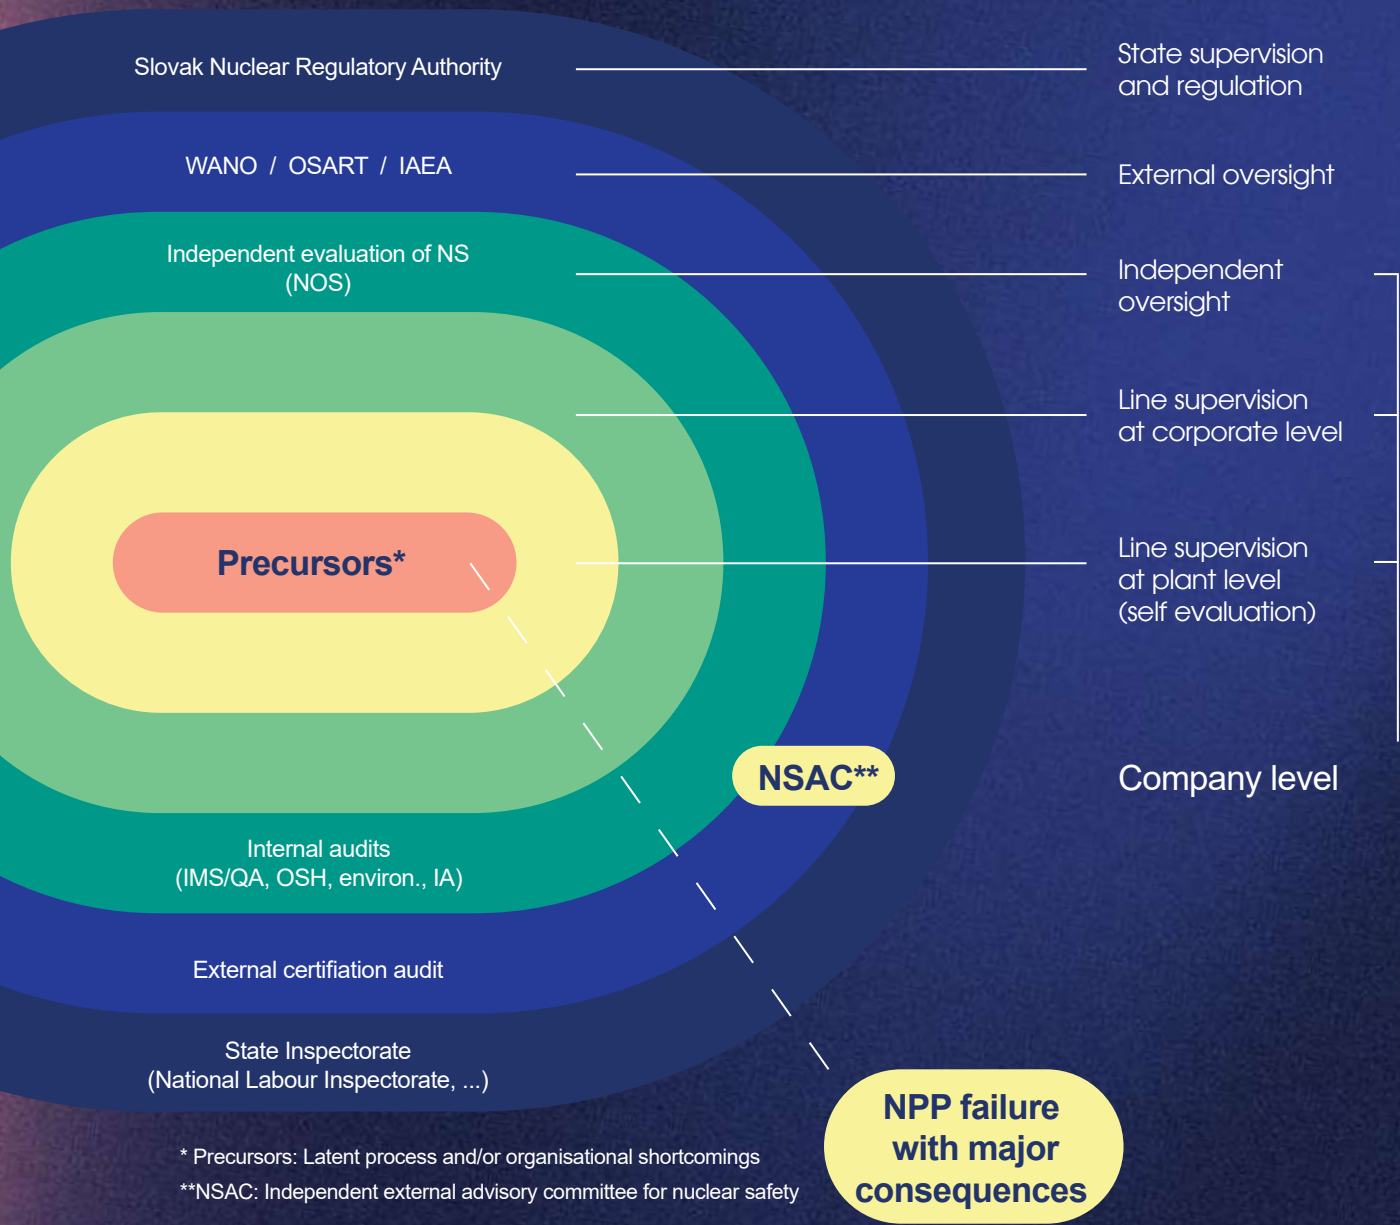 Slovak Nuclear Regulatory Authority
State supervision
and regulation
WANO / OSART / IAEA
External oversight
Independent evaluation of NS
(NOS)
Independent
oversight
Line supervision
at corporate level
Precursors*
Line supervision
at plant level
(self evaluation)
NSAC**
Company level
Internal audits
(IMS/QA, OSH, environ., IA)
External certifiation audit
State Inspectorate
(National Labour Inspectorate, ...)
NPP failure
with major
consequences
* Precursors: Latent process and/or organisational shortcomings
**NSAC: Independent external advisory committee for nuclear safety